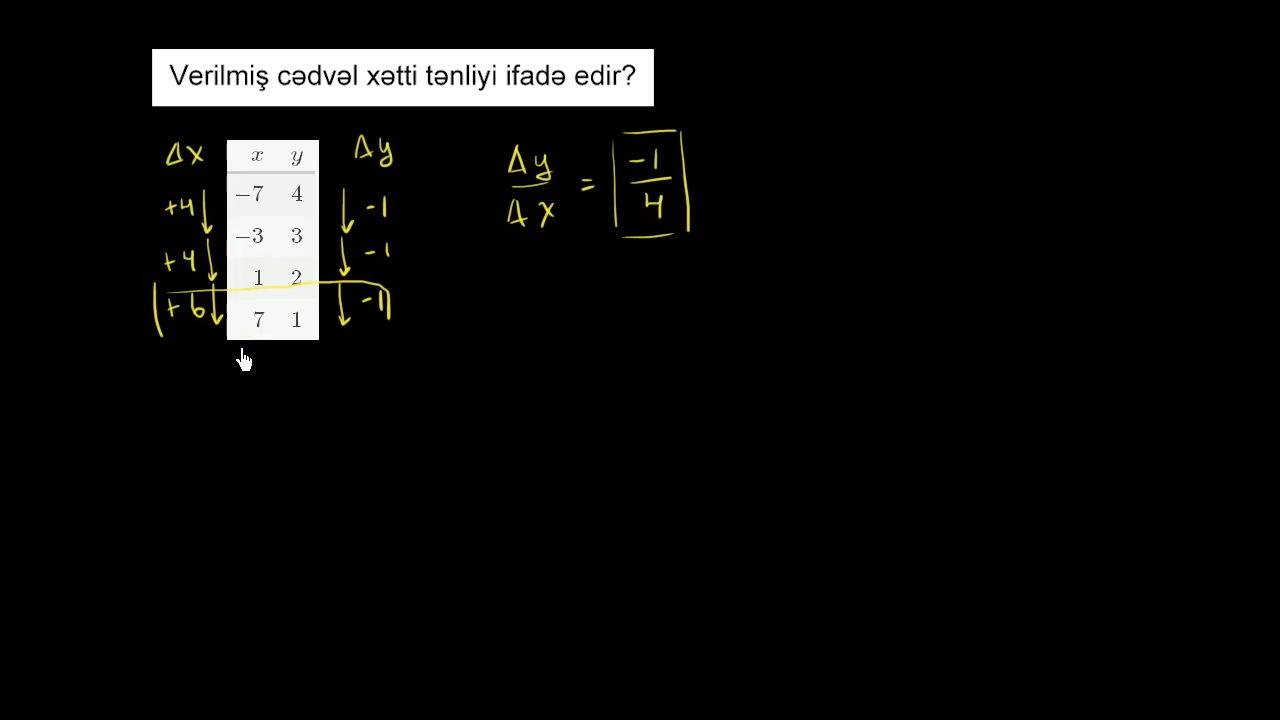 Verilmiş cədvəl xətti tənliyi ifadə edir?
Δx x y Δy
−7 4
+4 -1
−3 3
+4 -1
1 2
+6 -1
7 1
Δy/Δx = -1/4